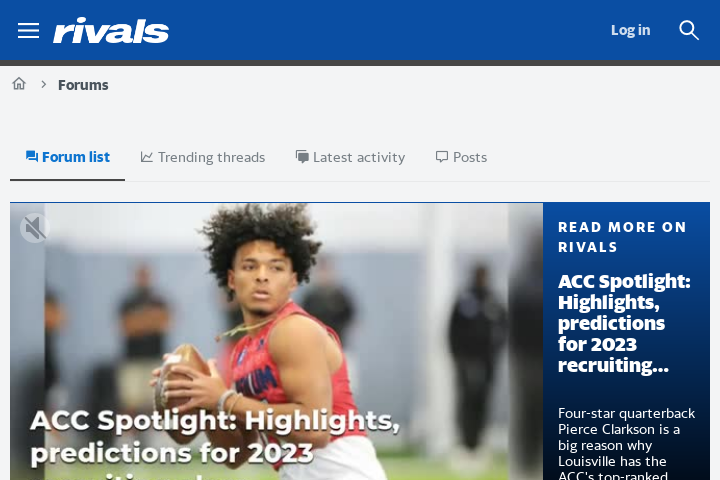 rivals
Log in
Forums
Forum list
Trending threads
Latest activity
Posts
READ MORE ON
RIVALS
ACC Spotlight:
Highlights,
predictions
for 2023
recruiting...
Four-star quarterback
Pierce Clarkson is a
big reason why
Louisville has the
ACC's top-ranked
ACC Spotlight: Highlights,
predictions for 2023